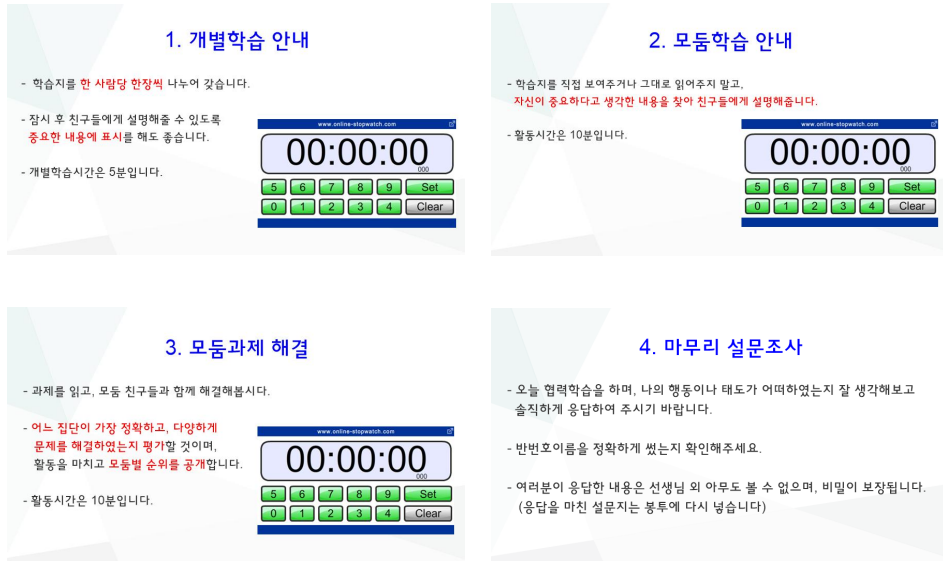 1. 개별학습 안내
- 학습지를 한 사람당 한장씩 나누어 갖습니다.
- 잠시 후 친구들에게 설명해줄 수 있도록
중요한 내용에 표시를 해도 좋습니다.
- 개별학습시간은 5분입니다.
www.online-stopwatch.com
00:00:00
000
5 6 7 8 9 Set
0 1 2 3 4 Clear
2. 모둠학습 안내
- 학습지를 직접 보여주거나 그대로 읽어주지 말고,
자신이 중요하다고 생각한 내용을 찾아 친구들에게 설명해줍니다.
- 활동시간은 10분입니다.
www.online-stopwatch.com
00:00:00
000
5 6 7 8 9 Set
0 1 2 3 4 Clear
3. 모둠과제 해결
- 과제를 읽고, 모둠 친구들과 함께 해결해봅시다.
- 어느 집단이 가장 정확하고, 다양하게
문제를 해결하였는지 평가할 것이며,
활동을 마치고 모둠별 순위를 공개합니다.
- 활동시간은 10분입니다.
www.online-stopwatch.com
00:00:00
000
5 6 7 8 9 Set
0 1 2 3 4 Clear
4. 마무리 설문조사
- 오늘 협력학습을 하며, 나의 행동이나 태도가 어떠하였는지 잘 생각해보고
솔직하게 응답하여 주시기 바랍니다.
- 반번호이름을 정확하게 썼는지 확인해주세요.
- 여러분이 응답한 내용은 선생님 외 아무도 볼 수 없으며, 비밀이 보장됩니다.
(응답을 마친 설문지는 봉투에 다시 넣습니다)